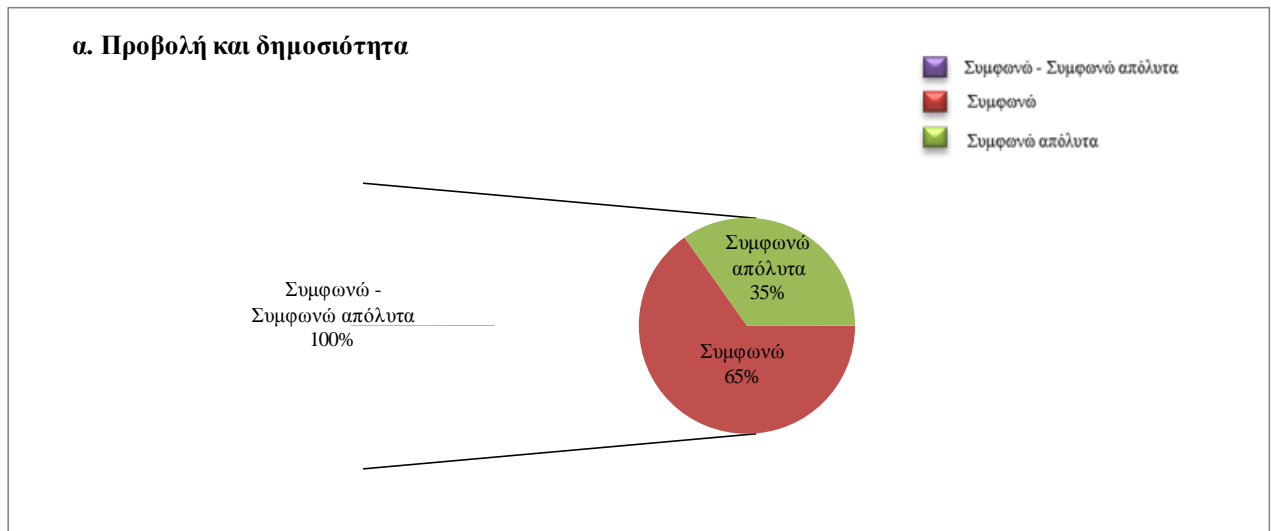 α. Προβολή και δημοσιότητα
Συμφωνώ - Συμφωνώ απόλυτα
Συμφωνώ
Συμφωνώ απόλυτα
Συμφωνώ -
Συμφωνώ απόλυτα
100%
Συμφωνώ
απόλυτα
35%
Συμφωνώ
65%